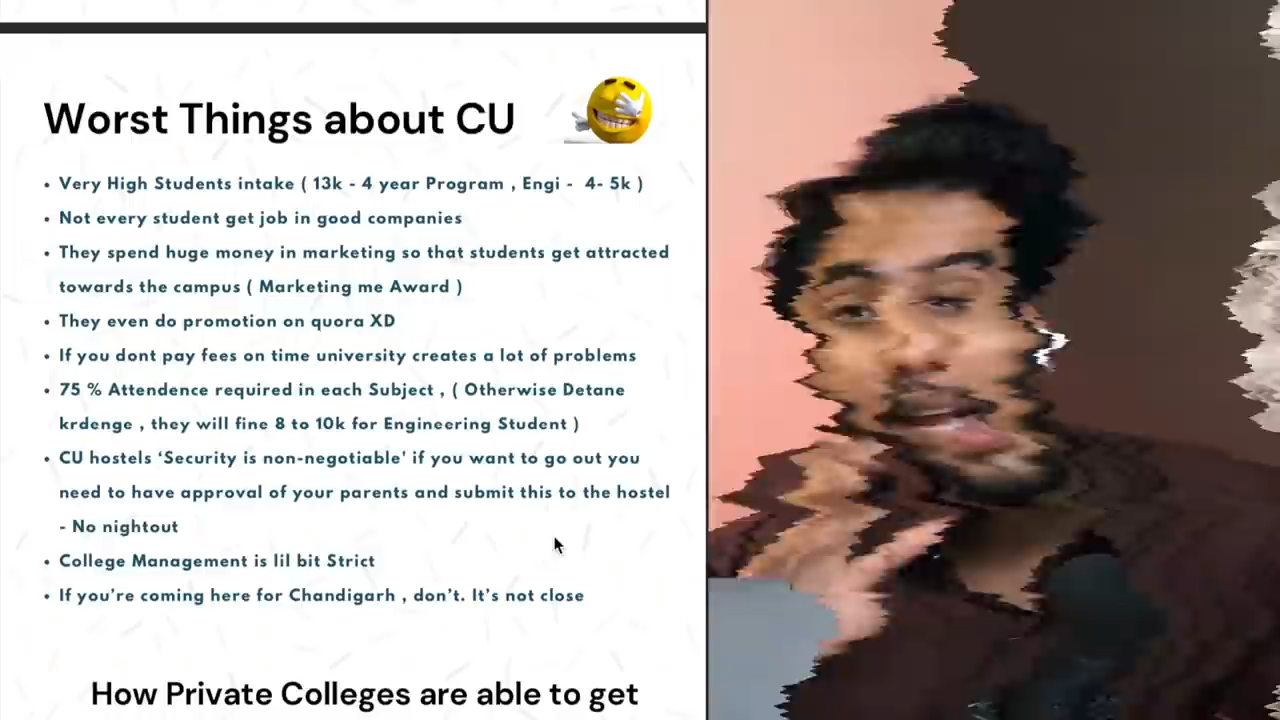 Worst Things about CU
• Very High Students intake ( 13k - 4 year Program , Engi - 4- 5k )
• Not every student get job in good companies
• They spend huge money in marketing so that students get attracted
towards the campus ( Marketing me Award )
• They even do promotion on quora XD
• If you dont pay fees on time university creates a lot of problems
• 75 % Attendence required in each Subject , ( Otherwise Detane
krdenge , they will fine 8 to 10k for Engineering Student )
• CU hostels ‘Security is non-negotiable' if you want to go out you
need to have approval of your parents and submit this to the hostel
- No nightout
• College Management is lil bit Strict
• If you’re coming here for Chandigarh , don’t. It’s not close
How Private Colleges are able to get